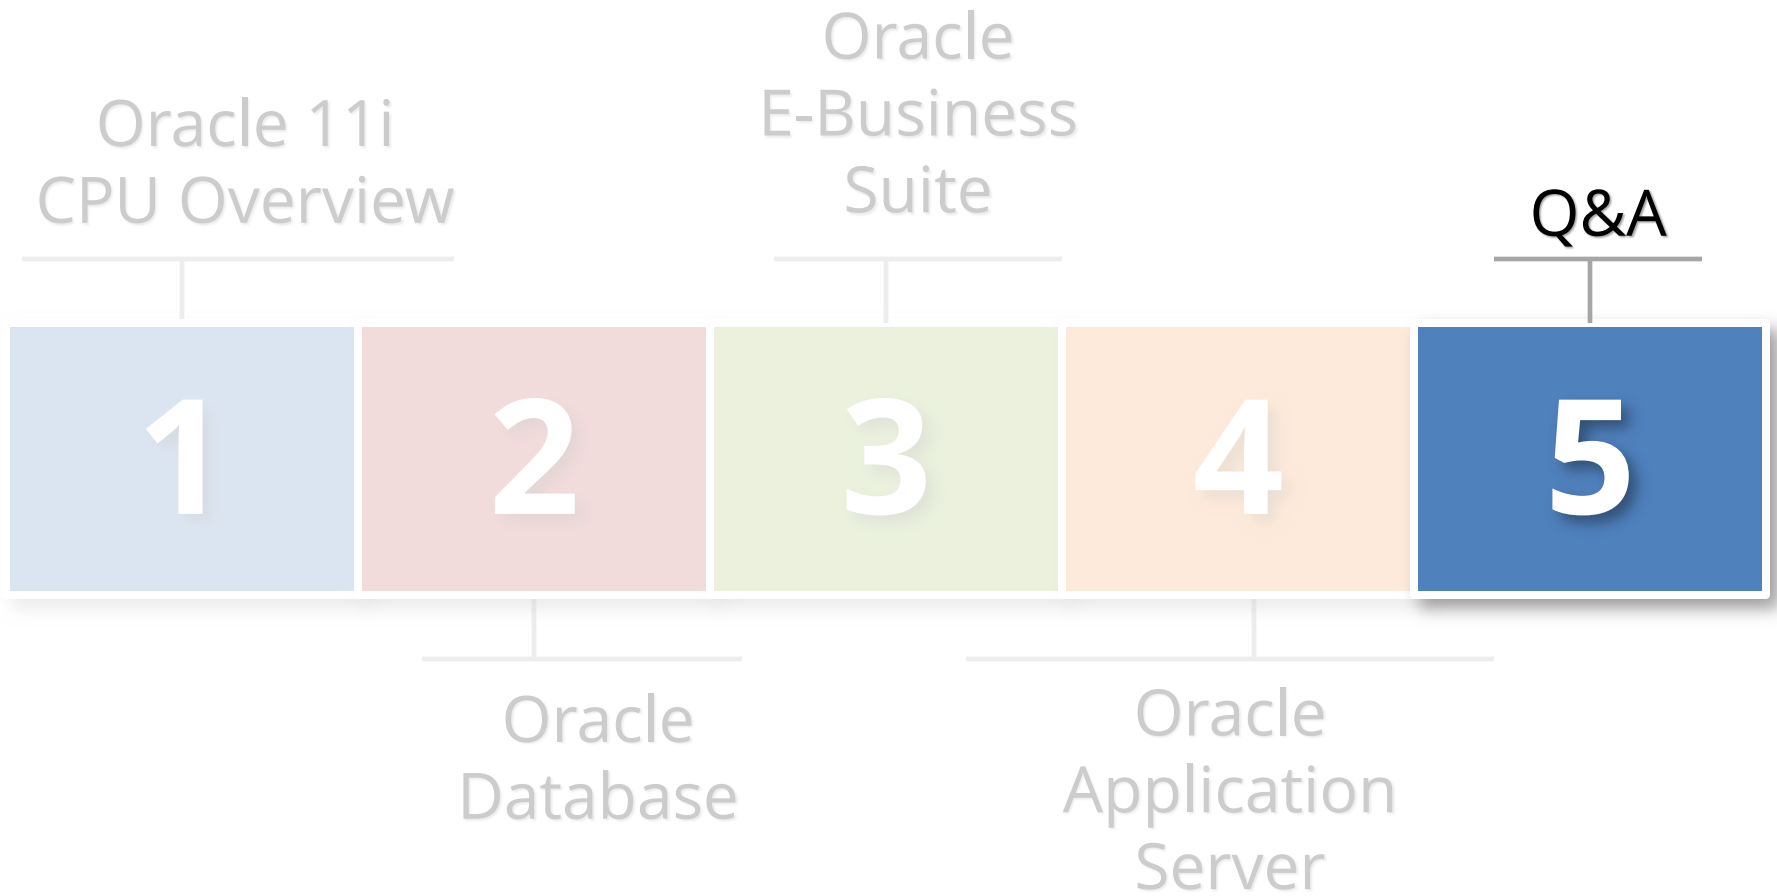 Oracle 11i
CPU Overview
Oracle
E-Business
Suite
Q&A
1
2
3
4
5
Oracle
Database
Oracle
Application
Server